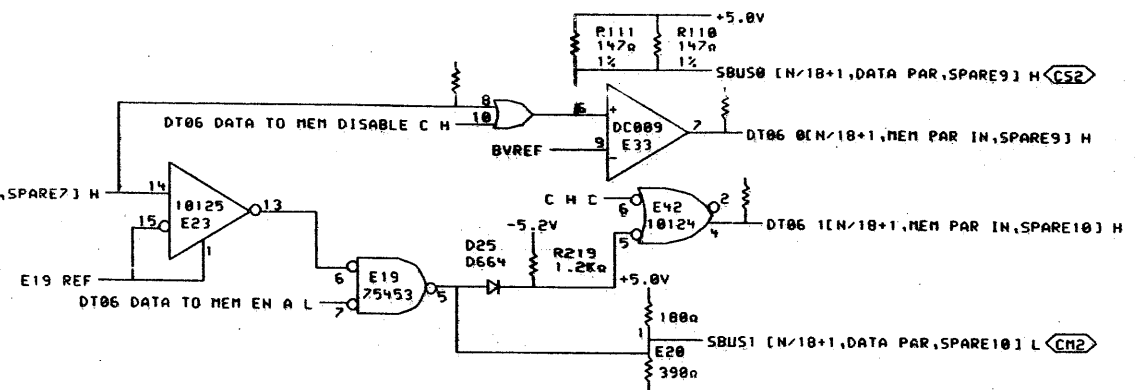 +5.0V
R111 R110
147Ω 147Ω
1% 1%
SBUS0 [N/18+1,DATA PAR,SPARE9] H CS2
8
10
DT06 DATA TO MEM DISABLE C H
6 +
DC009
E33
7
DT06 0[N/18+1,MEM PAR IN,SPARE9] H
BVREF 9 -
,SPARE7] H 14
10125
E23
13
15
1
C H C
6
E42
10124
2
4
5
DT06 1[N/18+1,MEM PAR IN,SPARE10] H
-5.2V
D25
D664
R219
1.2KΩ
E19 REF
6
E19
75453
5
7
DT06 DATA TO MEM EN A L
+5.0V
180Ω
1
SBUS1 [N/18+1,DATA PAR,SPARE10] L CM2
E20
390Ω